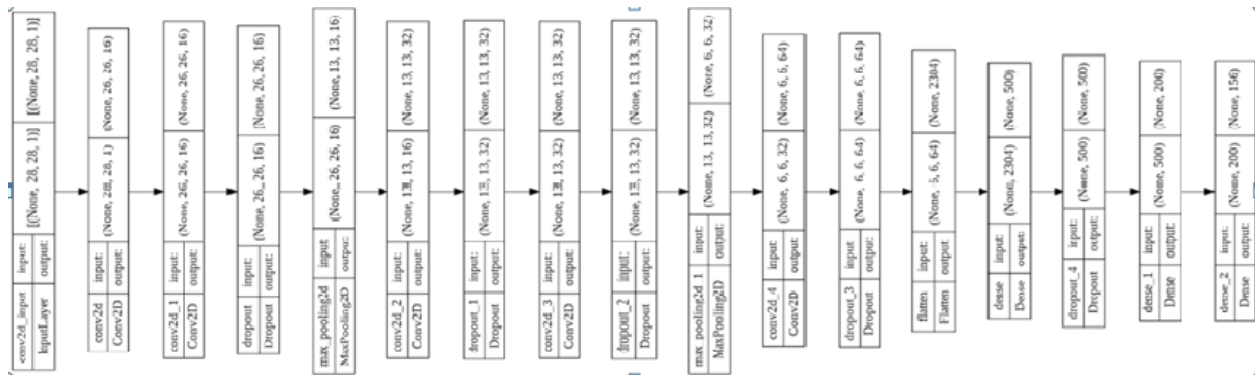 conv2d_input input: [(None, 28, 28, 1)] [(None, 28, 28, 1)]
InputLayer output:
conv2d input: (None, 28, 28, 1) (None, 26, 26, 16)
Conv2D output:
conv2d_1 input: (None, 26, 26, 16) (None, 26, 26, 16)
Conv2D output:
dropout input: (None, 26, 26, 16) (None, 26, 26, 16)
Dropout output:
max_pooling2d input: (None, 26, 26, 16) (None, 13, 13, 16)
MaxPooling2D output:
conv2d_2 input: (None, 13, 13, 16) (None, 13, 13, 32)
Conv2D output:
dropout_1 input: (None, 13, 13, 32) (None, 13, 13, 32)
Dropout output:
conv2d_3 input: (None, 13, 13, 32) (None, 13, 13, 32)
Conv2D output:
dropout_2 input: (None, 13, 13, 32) (None, 13, 13, 32)
Dropout output:
max_pooling2d_1 input: (None, 13, 13, 32) (None, 6, 6, 32)
MaxPooling2D output:
conv2d_4 input: (None, 6, 6, 32) (None, 6, 6, 64)
Conv2D output:
dropout_3 input: (None, 6, 6, 64) (None, 6, 6, 64)
Dropout output:
flatten input: (None, 6, 6, 64) (None, 2304)
Flatten output:
dense input: (None, 2304) (None, 500)
Dense output:
dropout_4 input: (None, 500) (None, 500)
Dropout output:
dense_1 input: (None, 500) (None, 200)
Dense output:
dense_2 input: (None, 200) (None, 156)
Dense output: